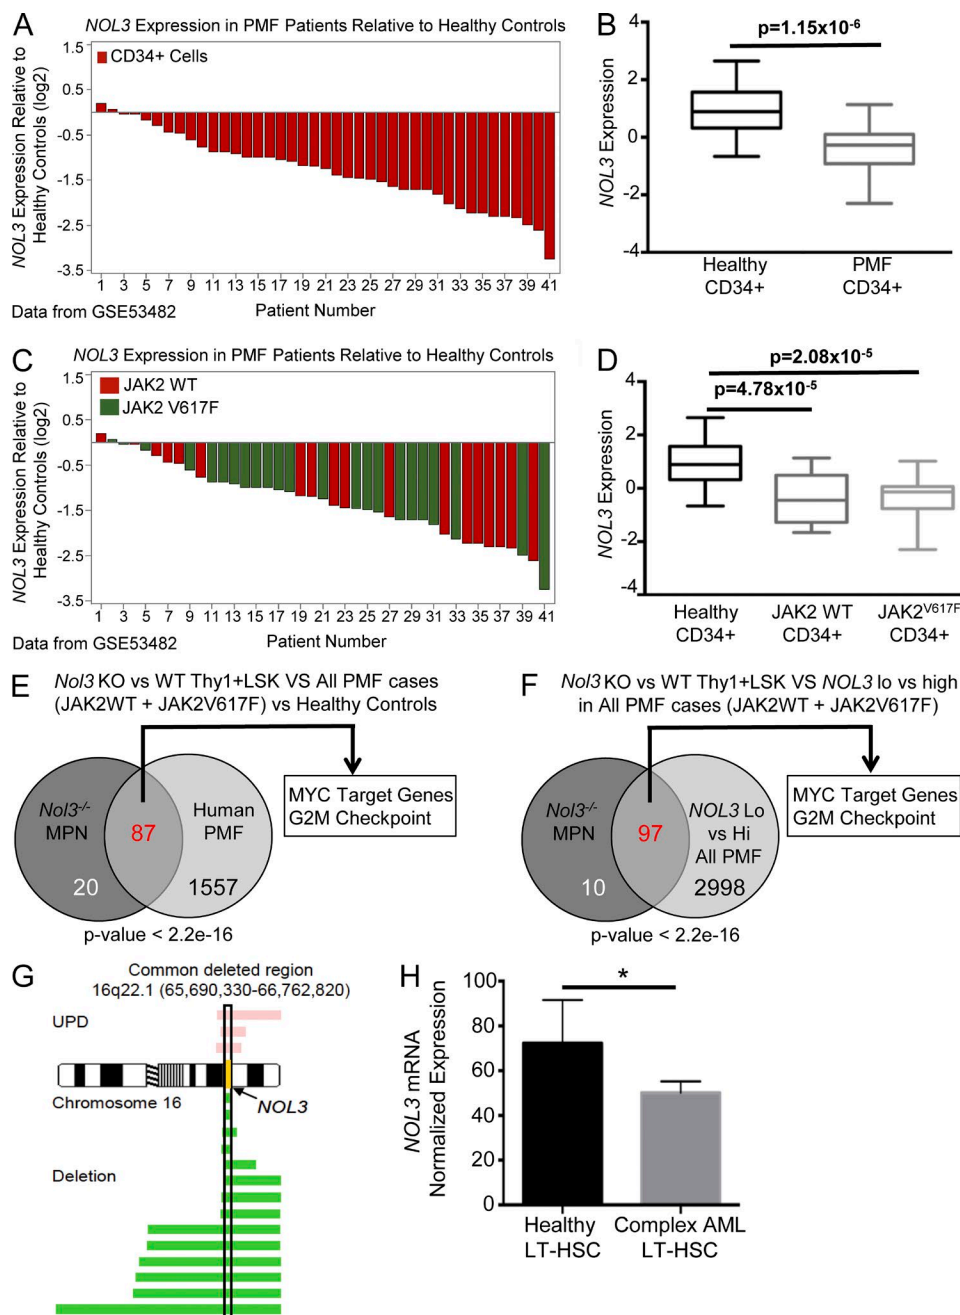 A
NOL3 Expression in PMF Patients Relative to Healthy Controls
NOL3 Expression Relative to
Healthy Controls (log2)
1.5
0.5
-0.5
-1.5
-2.5
-3.5
CD34+ Cells
1 3 5 7 9 11 13 15 17 19 21 23 25 27 29 31 33 35 37 39 41
Data from GSE53482
Patient Number
B
p=1.15x10-6
NOL3 Expression
4
2
0
-2
-4
Healthy
CD34+
PMF
CD34+
C
NOL3 Expression in PMF Patients Relative to Healthy Controls
NOL3 Expression Relative to
Healthy Controls (log2)
1.5
0.5
-0.5
-1.5
-2.5
-3.5
JAK2 WT
JAK2 V617F
1 3 5 7 9 11 13 15 17 19 21 23 25 27 29 31 33 35 37 39 41
Data from GSE53482
Patient Number
D
p=2.08x10-5
p=4.78x10-5
NOL3 Expression
4
2
0
-2
-4
Healthy
CD34+
JAK2 WT
CD34+
JAK2V617F
CD34+
E
Nol3 KO vs WT Thy1+LSK VS All PMF cases
(JAK2WT + JAK2V617F) vs Healthy Controls
Nol3-/-
MPN
20
87
Human
PMF
1557
MYC Target Genes
G2M Checkpoint
p-value < 2.2e-16
F
Nol3 KO vs WT Thy1+LSK VS NOL3 lo vs high
in All PMF cases (JAK2WT + JAK2V617F)
Nol3-/-
MPN
10
97
NOL3 Lo
vs Hi
All PMF
2998
MYC Target Genes
G2M Checkpoint
p-value < 2.2e-16
G
Common deleted region
16q22.1 (65,690,330-66,762,820)
UPD
Chromosome 16
NOL3
Deletion
H
*
NOL3 mRNA
Normalized Expression
100
80
60
40
20
0
Healthy
LT-HSC
Complex AML
LT-HSC